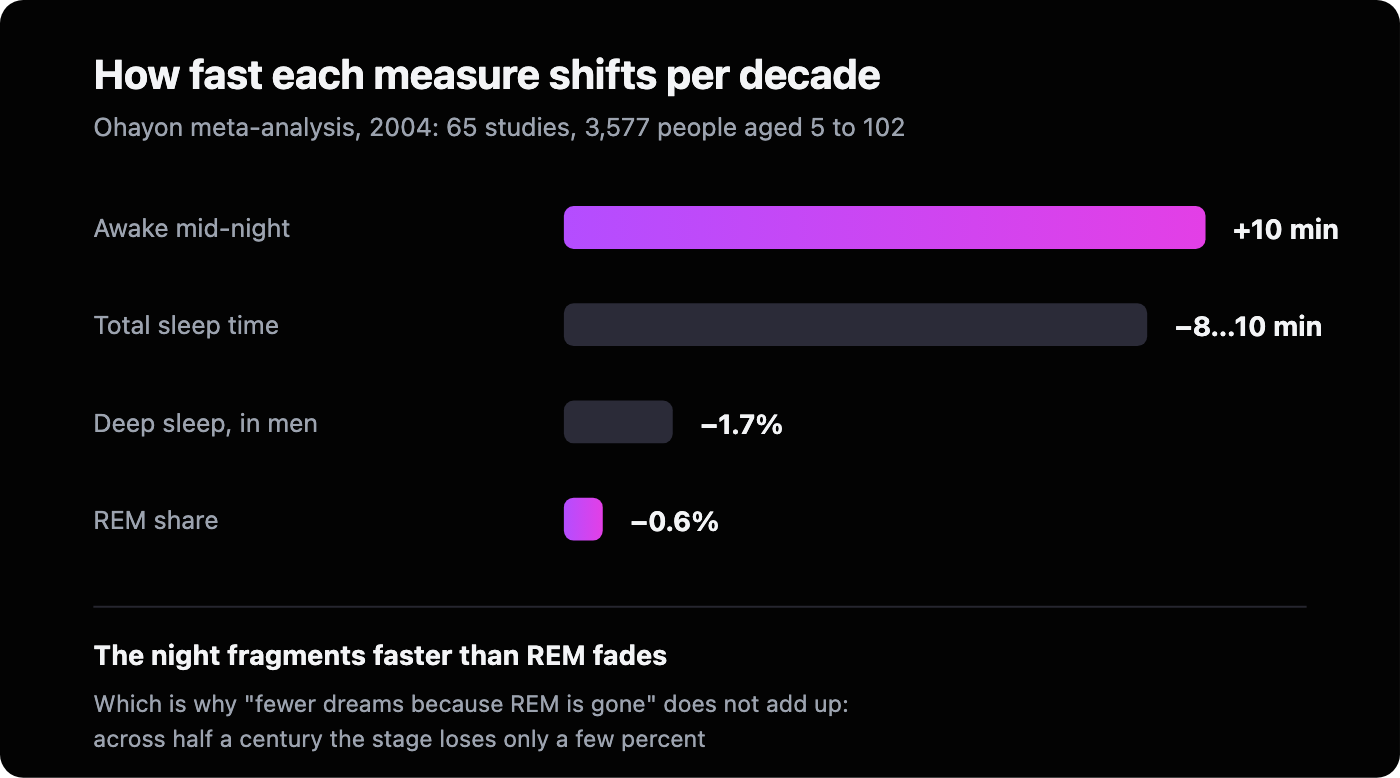 How fast each measure shifts per decade
Ohayon meta-analysis, 2004: 65 studies, 3,577 people aged 5 to 102
Awake mid-night
+10 min
Total sleep time
−8...10 min
Deep sleep, in men
−1.7%
REM share
−0.6%
The night fragments faster than REM fades
Which is why "fewer dreams because REM is gone" does not add up:
across half a century the stage loses only a few percent